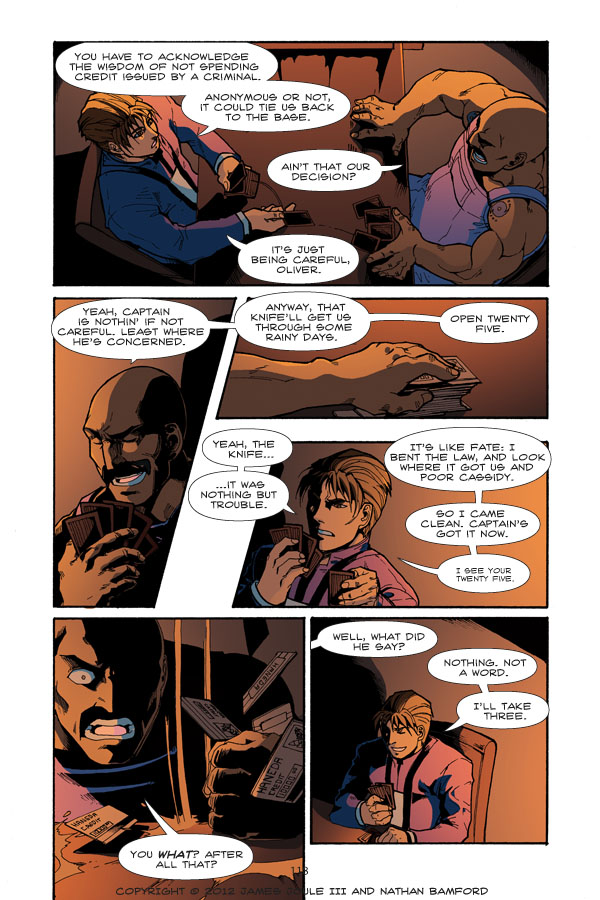 YOU HAVE TO ACKNOWLEDGE
THE WISDOM OF NOT SPENDING
CREDIT ISSUED BY A CRIMINAL.
ANONYMOUS OR NOT,
IT COULD TIE US BACK
TO THE BASE.
AIN'T THAT OUR
DECISION?
IT'S JUST
BEING CAREFUL,
OLIVER.
YEAH, CAPTAIN
IS NOTHIN' IF NOT
CAREFUL. LEAST WHERE
HE'S CONCERNED.
ANYWAY, THAT
KNIFE'LL GET US
THROUGH SOME
RAINY DAYS.
OPEN TWENTY
FIVE.
YEAH, THE
KNIFE...
...IT WAS
NOTHING BUT
TROUBLE.
IT'S LIKE FATE: I
BENT THE LAW, AND LOOK
WHERE IT GOT US AND
POOR CASSIDY.
SO I CAME
CLEAN. CAPTAIN'S
GOT IT NOW.
I SEE YOUR
TWENTY FIVE.
HANEDA
HANEDA
CREDIT
HANEDA
CREDIT
YOU WHAT? AFTER
ALL THAT?
WELL, WHAT DID
HE SAY?
NOTHING. NOT
A WORD.
I'LL TAKE
THREE.
113
COPYRIGHT © 2012 JAMES JOULE III AND NATHAN BAMFORD